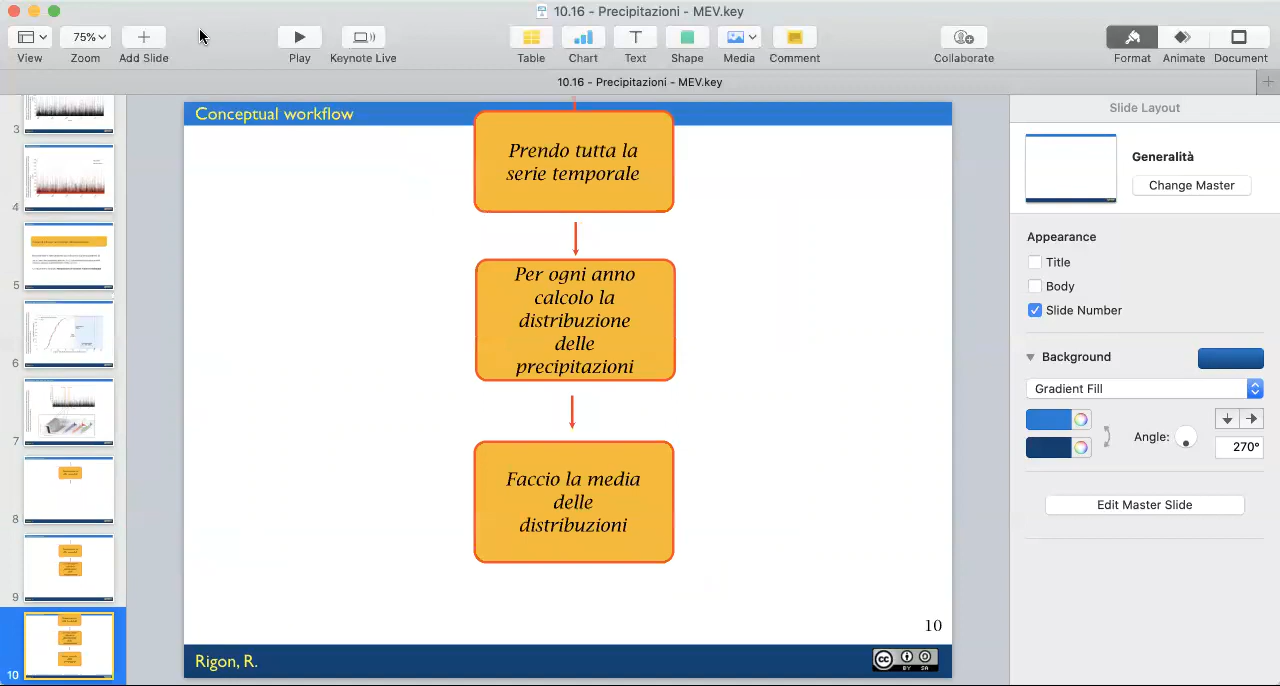 10.16 - Precipitazioni - MEV.key
75%
View
Zoom
Add Slide
Play
Keynote Live
Table
Chart
Text
Shape
Media
Comment
Collaborate
Format
Animate
Document
10.16 - Precipitazioni - MEV.key
3
4
5
6
7
8
9
10
Conceptual workflow
Prendo tutta la
serie temporale
Per ogni anno
calcolo la
distribuzione
delle
precipitazioni
Faccio la media
delle
distribuzioni
10
Rigon, R.
CC
BY SA
Slide Layout
Generalità
Change Master
Appearance
Title
Body
Slide Number
Background
Gradient Fill
Angle:
270°
Edit Master Slide